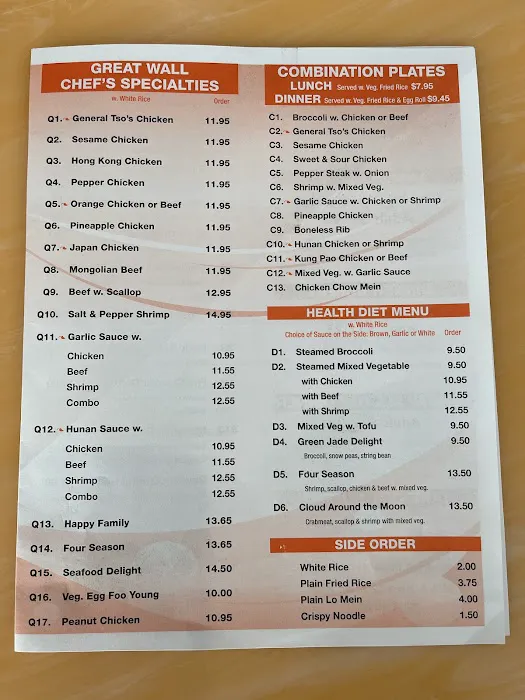 GREAT WALL
CHEF'S SPECIALTIES
w. White Rice Order
Q1. General Tso's Chicken 11.95
Q2. Sesame Chicken 11.95
Q3. Hong Kong Chicken 11.95
Q4. Pepper Chicken 11.95
Q5. Orange Chicken or Beef 11.95
Q6. Pineapple Chicken 11.95
Q7. Japan Chicken 11.95
Q8. Mongolian Beef 11.95
Q9. Beef w. Scallop 12.95
Q10. Salt & Pepper Shrimp 14.95
Q11. Garlic Sauce w.
Chicken 10.95
Beef 11.55
Shrimp 12.55
Combo 12.55
Q12. Hunan Sauce w.
Chicken 10.95
Beef 11.55
Shrimp 12.55
Combo 12.55
Q13. Happy Family 13.65
Q14. Four Season 13.65
Q15. Seafood Delight 14.50
Q16. Veg. Egg Foo Young 10.00
Q17. Peanut Chicken 10.95
COMBINATION PLATES
LUNCH Served w. Veg. Fried Rice $7.95
DINNER Served w. Veg. Fried Rice & Egg Roll $9.45
C1. Broccoli w. Chicken or Beef
C2. General Tso's Chicken
C3. Sesame Chicken
C4. Sweet & Sour Chicken
C5. Pepper Steak w. Onion
C6. Shrimp w. Mixed Veg.
C7. Garlic Sauce w. Chicken or Shrimp
C8. Pineapple Chicken
C9. Boneless Rib
C10. Hunan Chicken or Shrimp
C11. Kung Pao Chicken or Beef
C12. Mixed Veg. w. Garlic Sauce
C13. Chicken Chow Mein
HEALTH DIET MENU
w. White Rice
Choice of Sauce on the Side: Brown, Garlic or White Order
D1. Steamed Broccoli 9.50
D2. Steamed Mixed Vegetable 9.50
with Chicken 10.95
with Beef 11.55
with Shrimp 12.55
D3. Mixed Veg w. Tofu 9.50
D4. Green Jade Delight 9.50
Broccoli, snow peas, string bean
D5. Four Season 13.50
Shrimp, scallop, chicken & beef w. mixed veg.
D6. Cloud Around the Moon 13.50
Crabmeat, scallop & shrimp with mixed veg.
SIDE ORDER
White Rice 2.00
Plain Fried Rice 3.75
Plain Lo Mein 4.00
Crispy Noodle 1.50